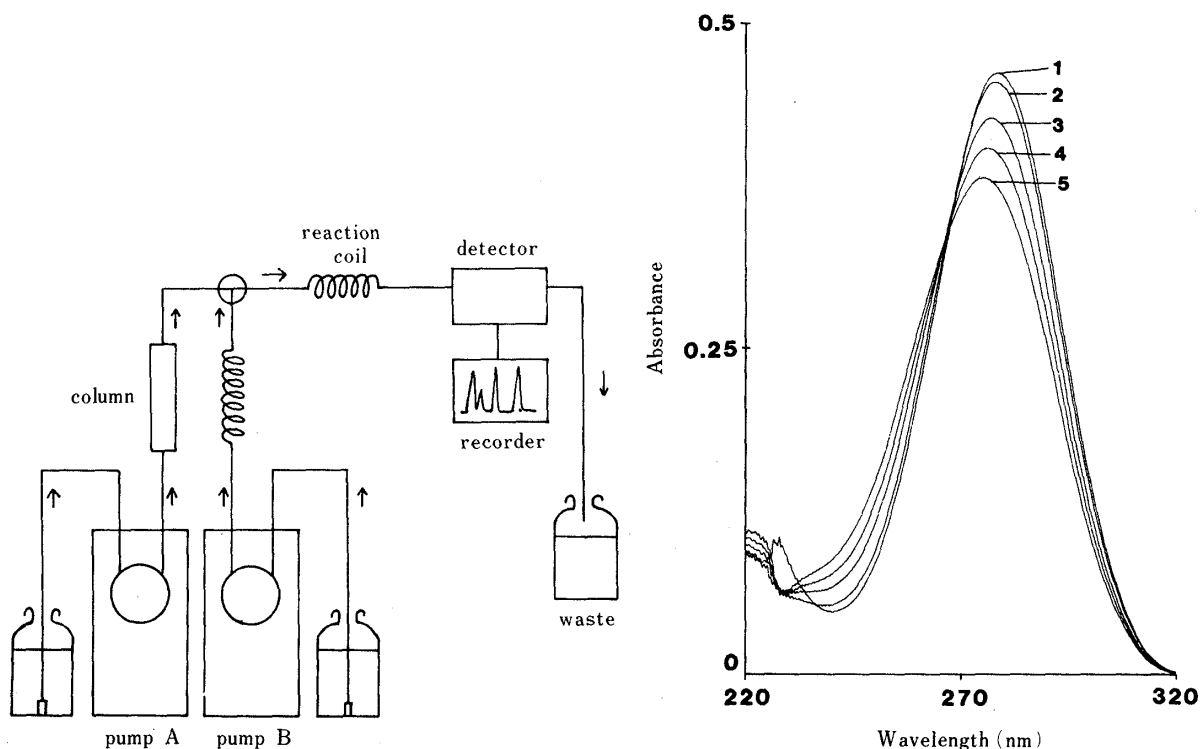 reaction
coil
detector
column
recorder
waste
pump A
pump B
0.5
0.25
0
Absorbance
1
2
3
4
5
220
270
320
Wavelength (nm)